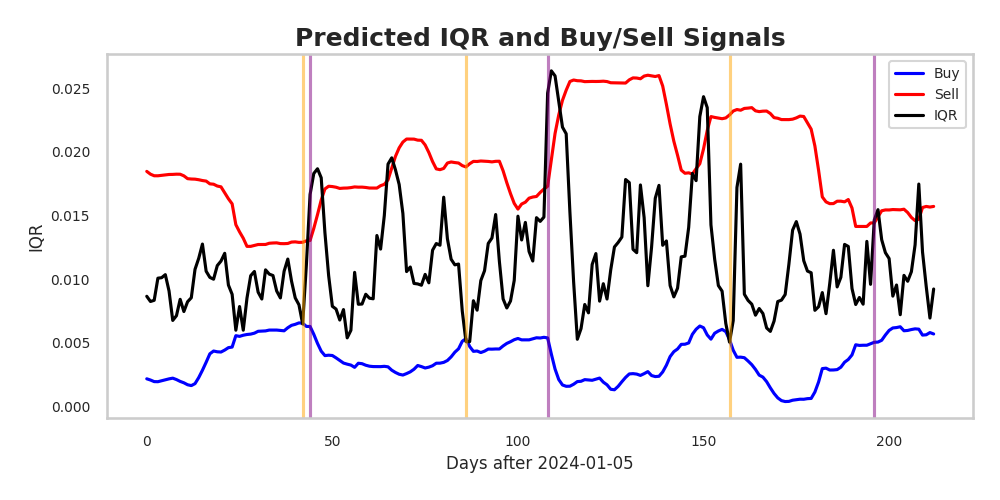 Predicted IQR and Buy/Sell Signals
Buy
Sell
IQR
0.025
0.020
0.015
0.010
0.005
0.000
IQR
0 50 100 150 200
Days after 2024-01-05